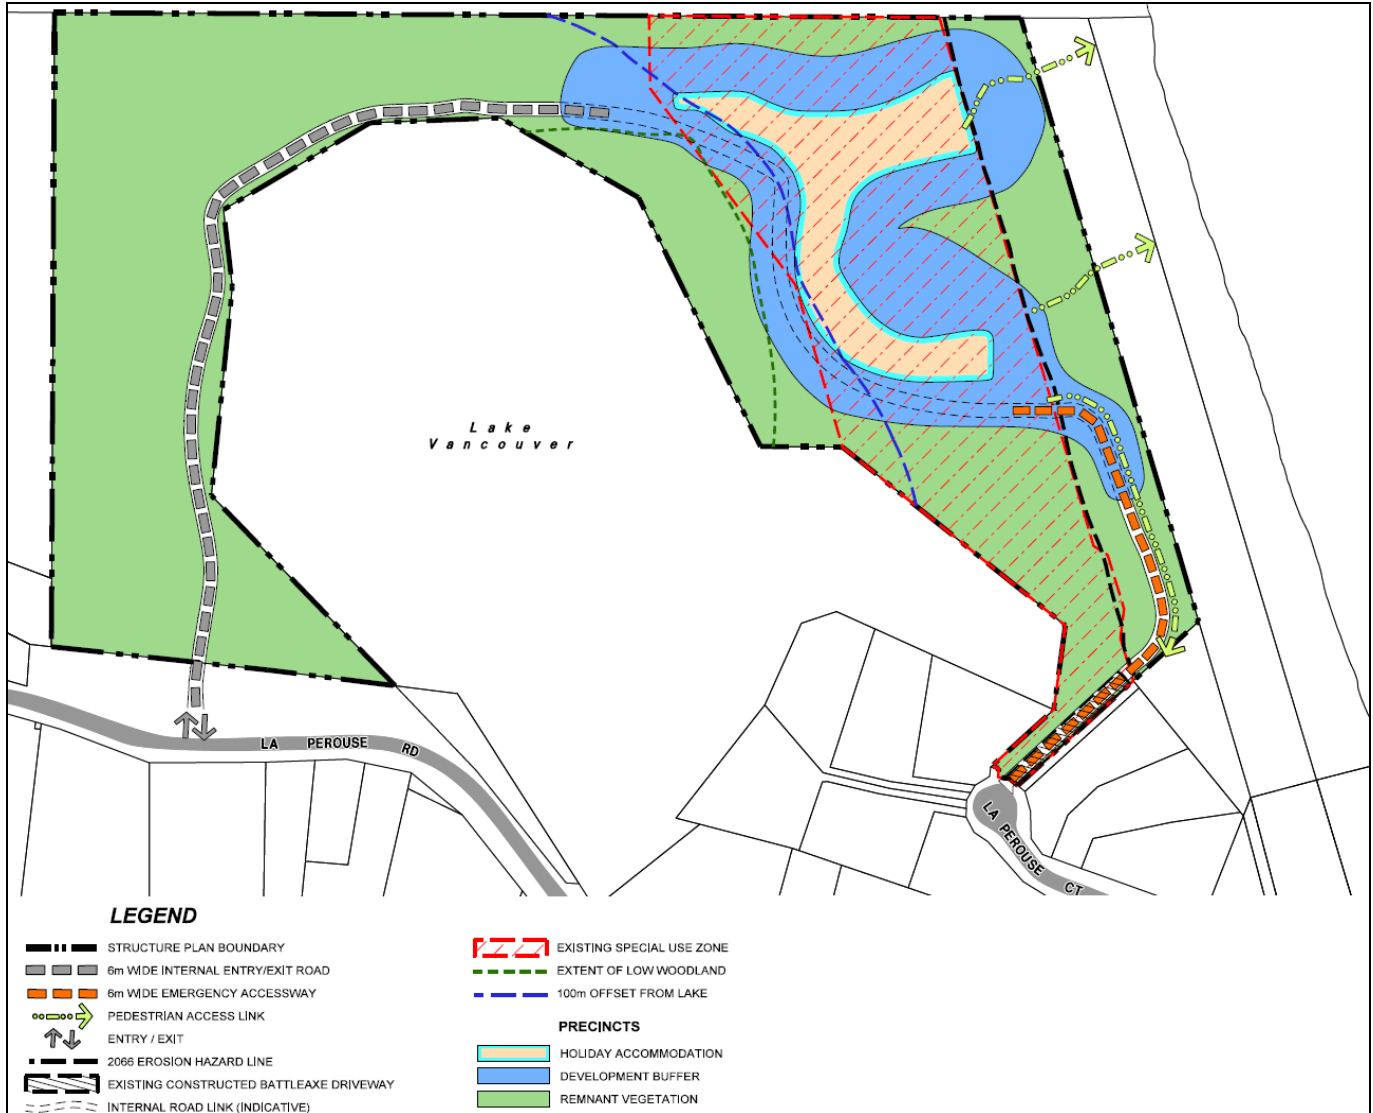 Lake
Vancouver
LA PEROUSE RD
LA PEROUSE CT
LEGEND
STRUCTURE PLAN BOUNDARY
6m WIDE INTERNAL ENTRY/EXIT ROAD
6m WIDE EMERGENCY ACCESSWAY
PEDESTRIAN ACCESS LINK
ENTRY / EXIT
2066 EROSION HAZARD LINE
EXISTING CONSTRUCTED BATTLEAXE DRIVEWAY
INTERNAL ROAD LINK (INDICATIVE)
EXISTING SPECIAL USE ZONE
EXTENT OF LOW WOODLAND
100m OFFSET FROM LAKE
PRECINCTS
HOLIDAY ACCOMMODATION
DEVELOPMENT BUFFER
REMNANT VEGETATION